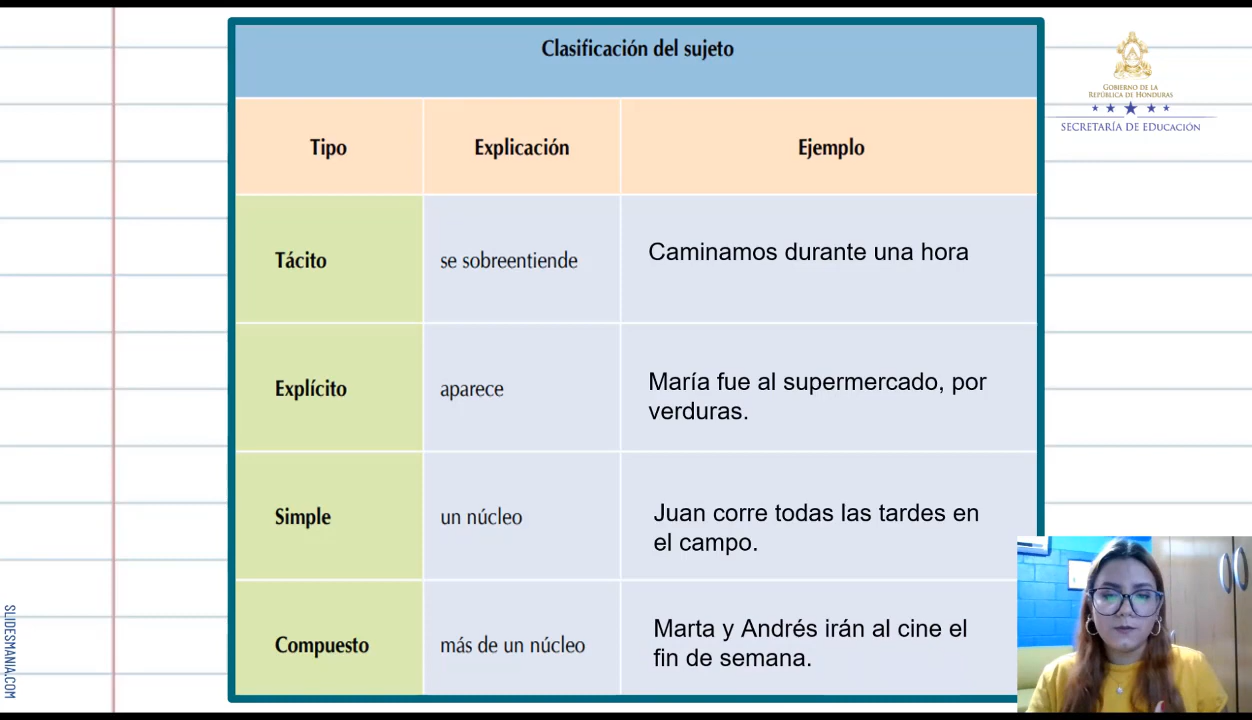 Clasificación del sujeto
Tipo
Explicación
Ejemplo
Tácito
se sobreentiende
Caminamos durante una hora
Explícito
aparece
María fue al supermercado, por
verduras.
Simple
un núcleo
Juan corre todas las tardes en
el campo.
Compuesto
más de un núcleo
Marta y Andrés irán al cine el
fin de semana.
GOBIERNO DE LA
REPÚBLICA DE HONDURAS
SECRETARÍA DE EDUCACIÓN
SLIDESMANIA.COM